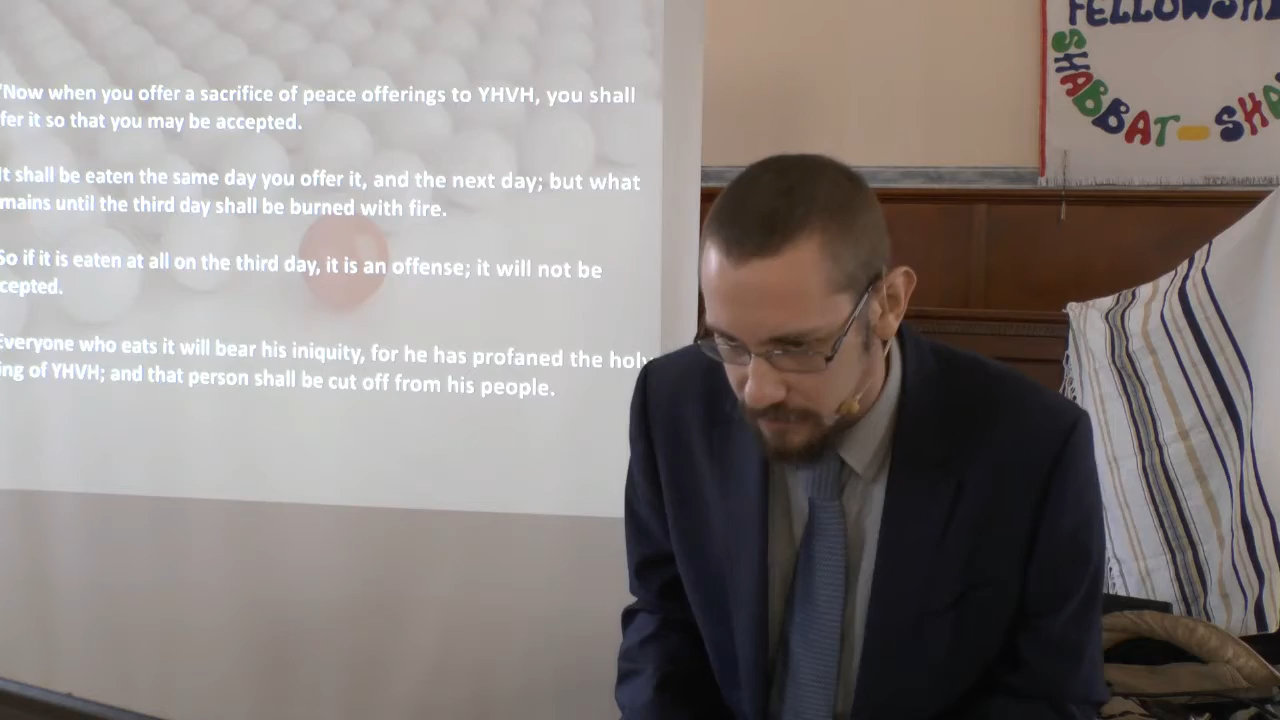 'Now when you offer a sacrifice of peace offerings to YHVH, you shall
fer it so that you may be accepted.
It shall be eaten the same day you offer it, and the next day; but what
mains until the third day shall be burned with fire.
So if it is eaten at all on the third day, it is an offense; it will not be
cepted.
Everyone who eats it will bear his iniquity, for he has profaned the holy
ing of YHVH; and that person shall be cut off from his people.
FELLOWSHI
SHABBAT-SHA